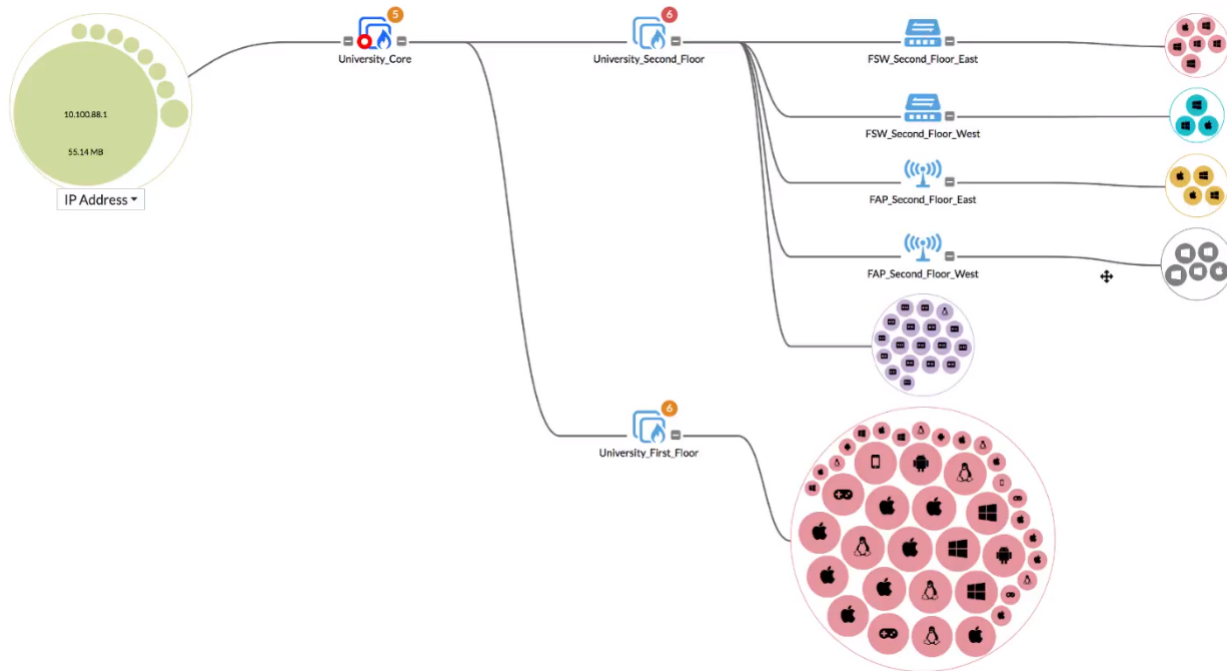 5
University_Core
6
University_Second_Floor
FSW_Second_Floor_East
10.100.88.1
55.14 MB
IP Address
FSW_Second_Floor_West
FAP_Second_Floor_East
FAP_Second_Floor_West
6
University_First_Floor